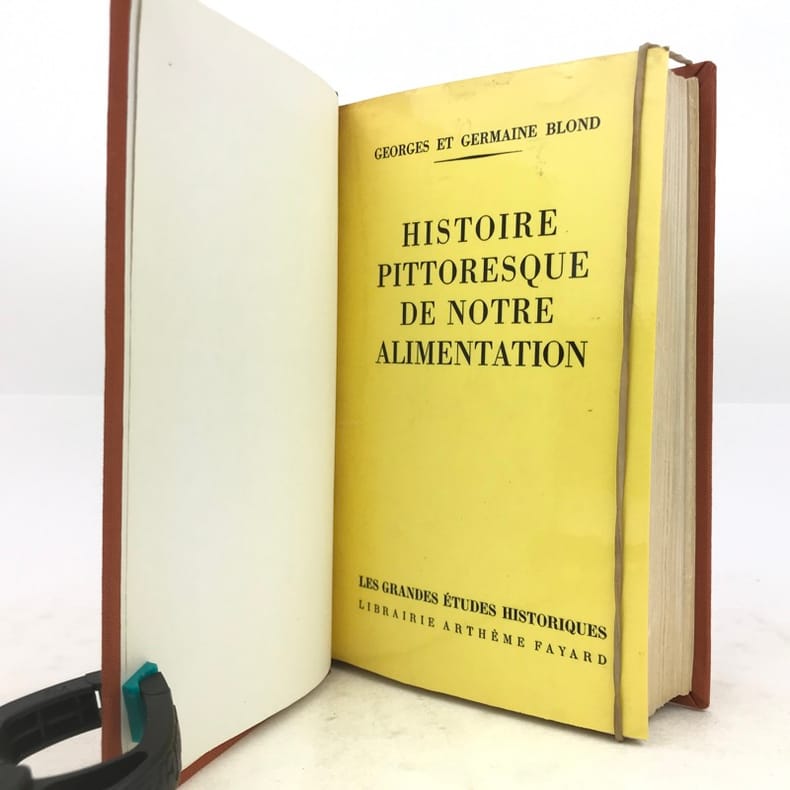 GEORGES ET GERMAINE BLOND
HISTOIRE
PITTORESQUE
DE NOTRE
ALIMENTATION
LES GRANDES ÉTUDES HISTORIQUES
LIBRAIRIE ARTHÈME FAYARD